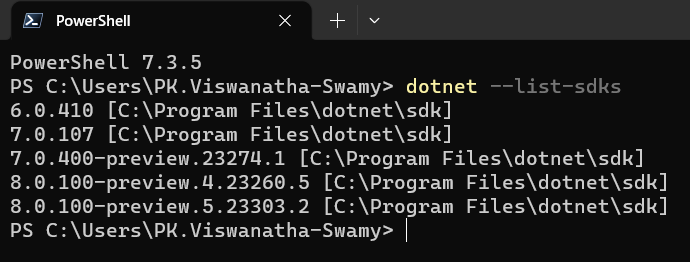 PowerShell
PowerShell 7.3.5
PS C:\Users\PK.Viswanatha-Swamy> dotnet --list-sdks
6.0.410 [C:\Program Files\dotnet\sdk]
7.0.107 [C:\Program Files\dotnet\sdk]
7.0.400-preview.23274.1 [C:\Program Files\dotnet\sdk]
8.0.100-preview.4.23260.5 [C:\Program Files\dotnet\sdk]
8.0.100-preview.5.23303.2 [C:\Program Files\dotnet\sdk]
PS C:\Users\PK.Viswanatha-Swamy>